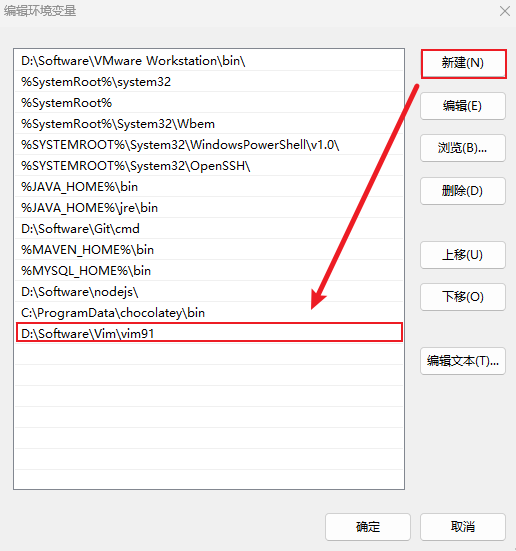 编辑环境变量
D:\Software\VMware Workstation\bin\
%SystemRoot%\system32
%SystemRoot%
%SystemRoot%\System32\Wbem
%SYSTEMROOT%\System32\WindowsPowerShell\v1.0\
%SYSTEMROOT%\System32\OpenSSH\
%JAVA_HOME%\bin
%JAVA_HOME%\jre\bin
D:\Software\Git\cmd
%MAVEN_HOME%\bin
%MYSQL_HOME%\bin
D:\Software\nodejs\
C:\ProgramData\chocolatey\bin
D:\Software\Vim\vim91
新建(N)
编辑(E)
浏览(B)...
删除(D)
上移(U)
下移(O)
编辑文本(T)...
确定
取消